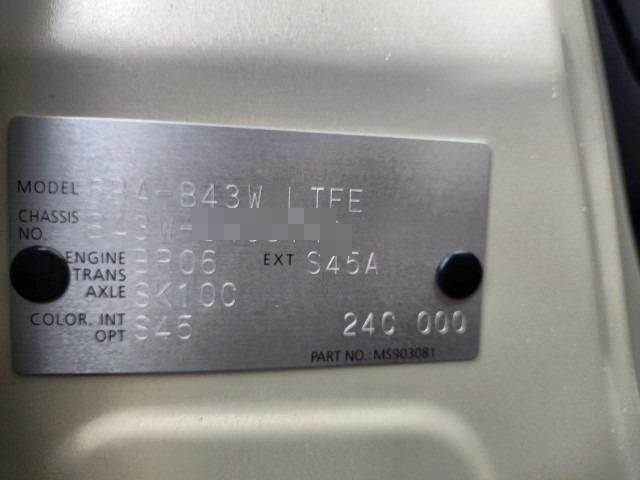 MODEL B43W LTFE
CHASSIS B43W-
NO.
ENGINE BR06 EXT S45A
TRANS
AXLE SK10C
COLOR. INT S45 24C 000
OPT
PART NO. MS903081